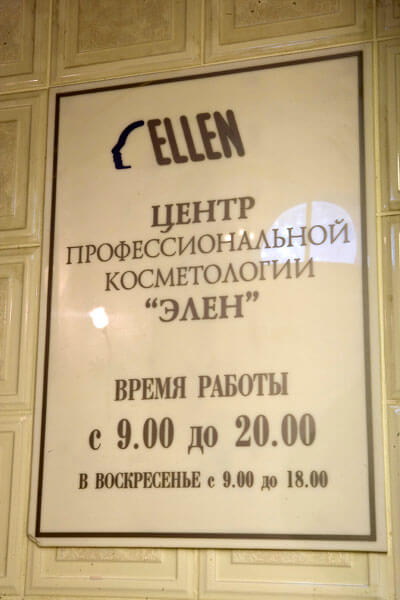 ELLEN
ЦЕНТР
ПРОФЕССИОНАЛЬНОЙ
КОСМЕТОЛОГИИ
“ЭЛЕН”
ВРЕМЯ РАБОТЫ
с 9.00 до 20.00
В ВОСКРЕСЕНЬЕ с 9.00 до 18.00